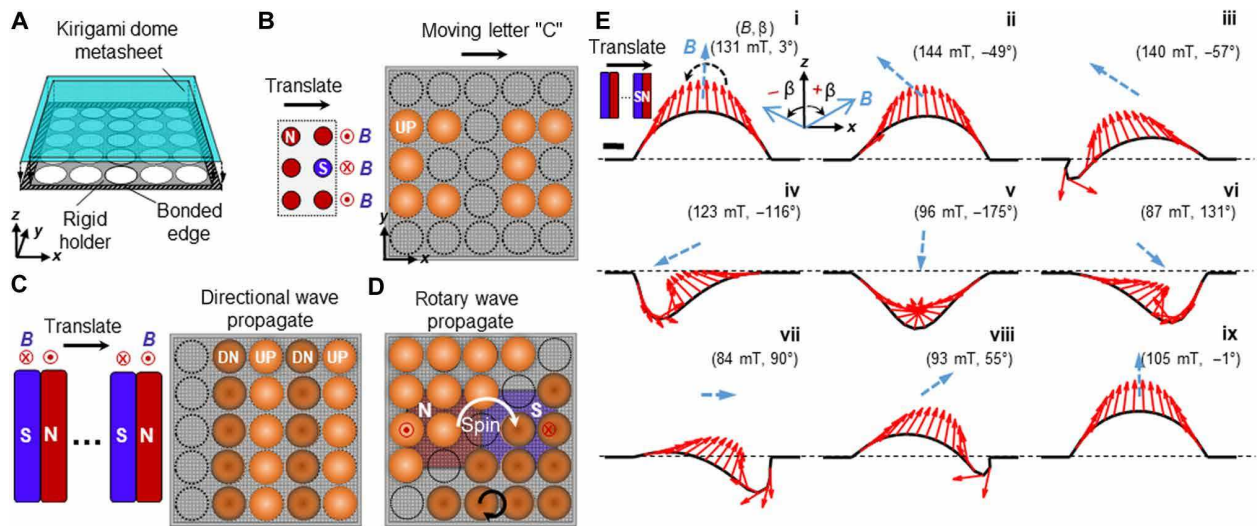 A
Kirigami dome
metasheet
Rigid
holder
Bonded
edge
z
y
x
B
Moving letter "C"
Translate
N
B
S
B
B
UP
y
x
C
B
Translate
B
S
N
...
S
N
Directional wave
propagate
DN
UP
DN
UP
D
Rotary wave
propagate
N
S
Spin
E
Translate
SN
i
(B, β)
(131 mT, 3°)
B
z
− β
+β
B
x
ii
(144 mT, −49°)
iii
(140 mT, −57°)
iv
(123 mT, −116°)
v
(96 mT, −175°)
vi
(87 mT, 131°)
vii
(84 mT, 90°)
viii
(93 mT, 55°)
ix
(105 mT, −1°)